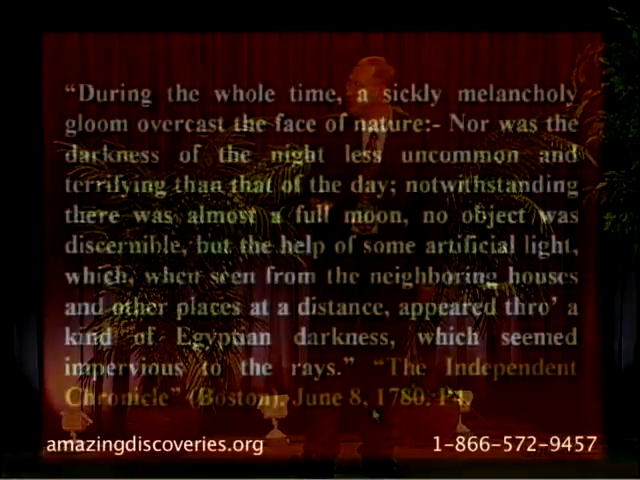 “During the whole time, a sickly melancholy
gloom overcast the face of nature:- Nor was the
darkness of the night less uncommon and
terrifying than that of the day; notwithstanding
there was almost a full moon, no object was
discernible, but the help of some artificial light,
which, when seen from the neighboring houses
and other places at a distance, appeared thro’ a
kind of Egyptian darkness, which seemed
impervious to the rays.” “The Independent
Chronicle” (Boston), June 8, 1780. P4.
amazingdiscoveries.org
1-866-572-9457